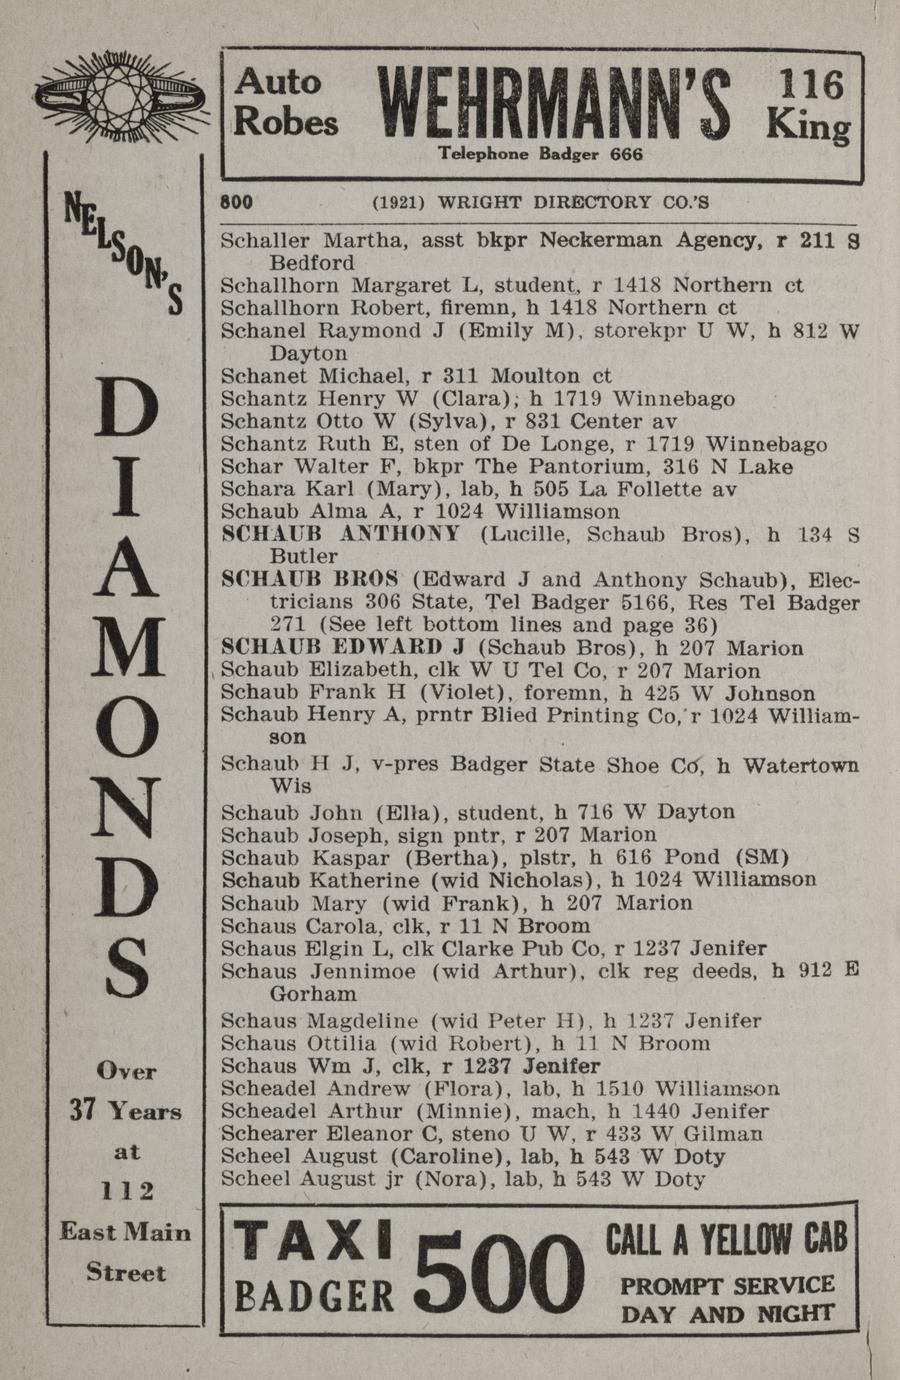 Auto
Robes
WEHRMANN'S
116
King
Telephone Badger 666
NELSON'S
DIAMONDS
Over
37 Years
at
112
East Main
Street
800 (1921) WRIGHT DIRECTORY CO.'S
Schaller Martha, asst bkpr Neckerman Agency, r 211 S
Bedford
Schallhorn Margaret L, student, r 1418 Northern ct
Schallhorn Robert, firemn, h 1418 Northern ct
Schanel Raymond J (Emily M), storekpr U W, h 812 W
Dayton
Schanet Michael, r 311 Moulton ct
Schantz Henry W (Clara); h 1719 Winnebago
Schantz Otto W (Sylva), r 831 Center av
Schantz Ruth E, sten of De Longe, r 1719 Winnebago
Schar Walter F, bkpr The Pantorium, 316 N Lake
Schara Karl (Mary), lab, h 505 La Follette av
Schaub Alma A, r 1024 Williamson
SCHAUB ANTHONY (Lucille, Schaub Bros), h 134 S
Butler
SCHAUB BROS (Edward J and Anthony Schaub), Elec-
tricians 306 State, Tel Badger 5166, Res Tel Badger
271 (See left bottom lines and page 36)
SCHAUB EDWARD J (Schaub Bros), h 207 Marion
Schaub Elizabeth, clk W U Tel Co, r 207 Marion
Schaub Frank H (Violet), foremn, h 425 W Johnson
Schaub Henry A, prntr Blied Printing Co, r 1024 William-
son
Schaub H J, v-pres Badger State Shoe Co, h Watertown
Wis
Schaub John (Ella), student, h 716 W Dayton
Schaub Joseph, sign pntr, r 207 Marion
Schaub Kaspar (Bertha), plstr, h 616 Pond (SM)
Schaub Katherine (wid Nicholas), h 1024 Williamson
Schaub Mary (wid Frank), h 207 Marion
Schaus Carola, clk, r 11 N Broom
Schaus Elgin L, clk Clarke Pub Co, r 1237 Jenifer
Schaus Jennimoe (wid Arthur), clk reg deeds, h 912 E
Gorham
Schaus Magdeline (wid Peter H), h 1237 Jenifer
Schaus Ottilia (wid Robert), h 11 N Broom
Schaus Wm J, clk, r 1237 Jenifer
Scheadel Andrew (Flora), lab, h 1510 Williamson
Scheadel Arthur (Minnie), mach, h 1440 Jenifer
Schearer Eleanor C, steno U W, r 433 W Gilman
Scheel August (Caroline), lab, h 543 W Doty
Scheel August jr (Nora), lab, h 543 W Doty
TAXI
BADGER
500
CALL A YELLOW CAB
PROMPT SERVICE
DAY AND NIGHT